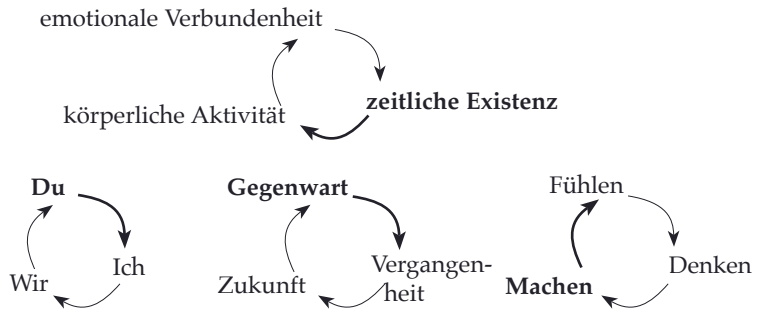 emotionale Verbundenheit
zeitliche Existenz
körperliche Aktivität
Du
Ich
Wir
Gegenwart
Vergangen-
heit
Zukunft
Fühlen
Denken
Machen